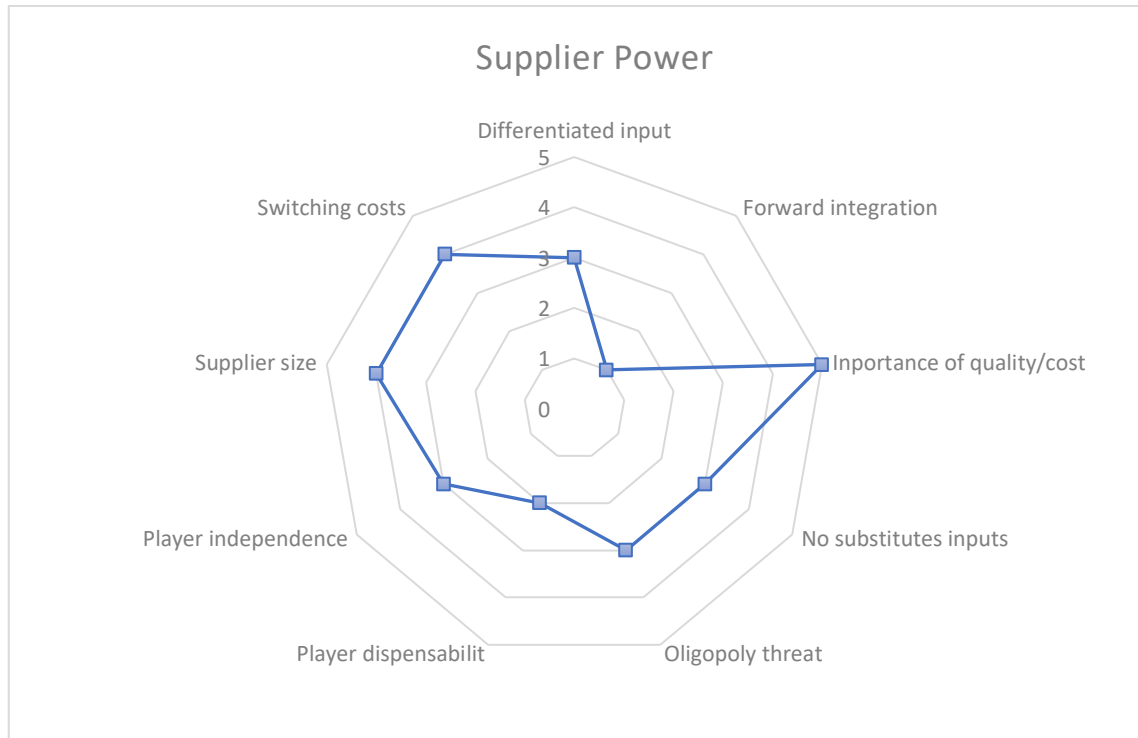 Supplier Power
Differentiated input
5
Switching costs
Forward integration
4
3
2
Supplier size
Inportance of quality/cost
1
0
Player independence
No substitutes inputs
Player dispensabilit
Oligopoly threat